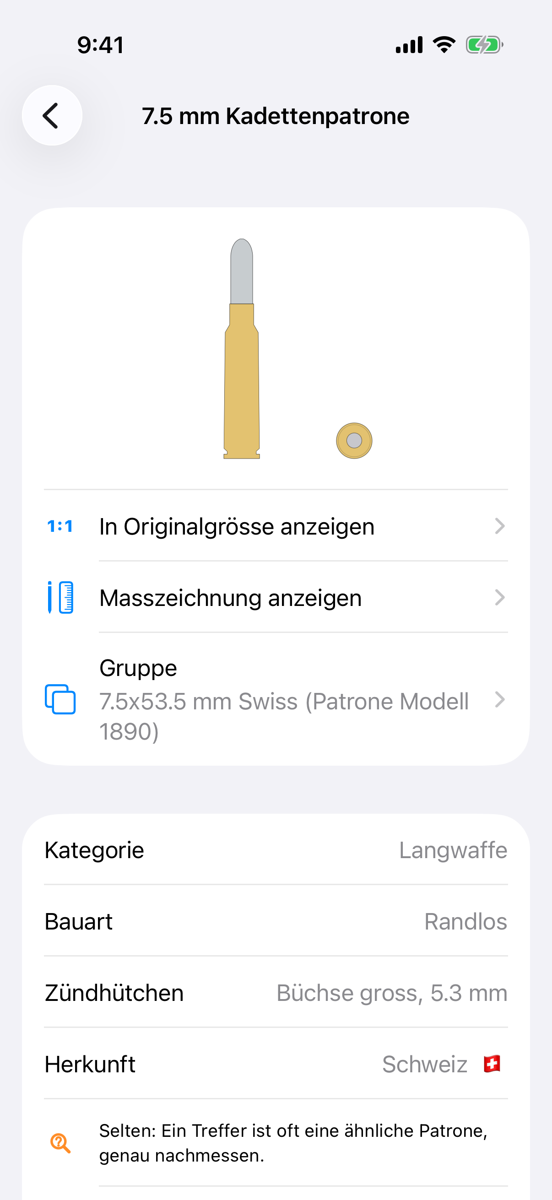 9:41
7.5 mm Kadettenpatrone
1:1 In Originalgrösse anzeigen
Masszeichnung anzeigen
Gruppe
7.5x53.5 mm Swiss (Patrone Modell
1890)
Kategorie Langwaffe
Bauart Randlos
Zündhütchen Büchse gross, 5.3 mm
Herkunft Schweiz
Selten: Ein Treffer ist oft eine ähnliche Patrone,
genau nachmessen.